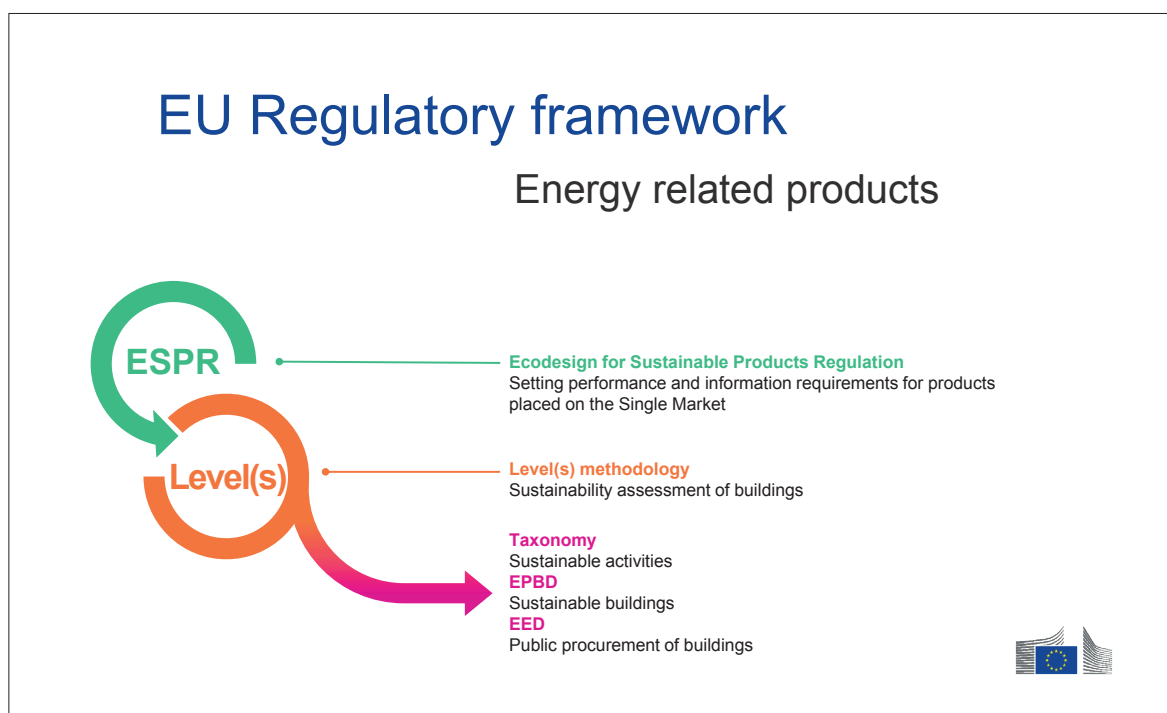 EU Regulatory framework
Energy related products
ESPR
Ecodesign for Sustainable Products Regulation
Setting performance and information requirements for products
placed on the Single Market
Level(s)
Level(s) methodology
Sustainability assessment of buildings
Taxonomy
Sustainable activities
EPBD
Sustainable buildings
EED
Public procurement of buildings